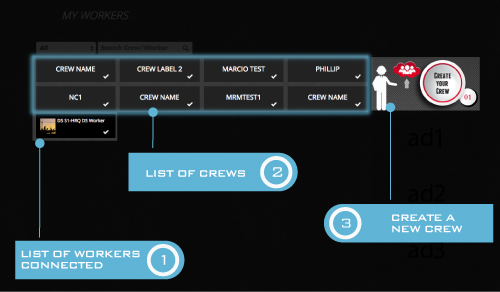 MY WORKERS
All
Search Crew/Worker
CREW NAME
CREW LABEL 2
MARCIO TEST
PHILLIP
NC1
CREW NAME
MRMTEST1
CREW NAME
CREATE
YOUR
CREW
01
DS S1-HRQ DS Worker
ad1
LIST OF CREWS 2
ad2
3 CREATE A
NEW CREW
ad3
LIST OF WORKERS
CONNECTED 1